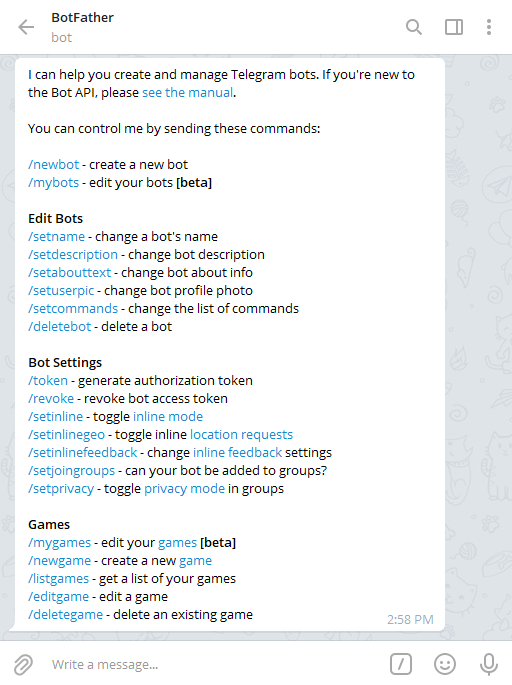 BotFather
bot
I can help you create and manage Telegram bots. If you're new to
the Bot API, please see the manual.
You can control me by sending these commands:
/newbot - create a new bot
/mybots - edit your bots [beta]
Edit Bots
/setname - change a bot's name
/setdescription - change bot description
/setabouttext - change bot about info
/setuserpic - change bot profile photo
/setcommands - change the list of commands
/deletebot - delete a bot
Bot Settings
/token - generate authorization token
/revoke - revoke bot access token
/setinline - toggle inline mode
/setinlinegeo - toggle inline location requests
/setinlinefeedback - change inline feedback settings
/setjoingroups - can your bot be added to groups?
/setprivacy - toggle privacy mode in groups
Games
/mygames - edit your games [beta]
/newgame - create a new game
/listgames - get a list of your games
/editgame - edit a game
/deletegame - delete an existing game
2:58 PM
Write a message...